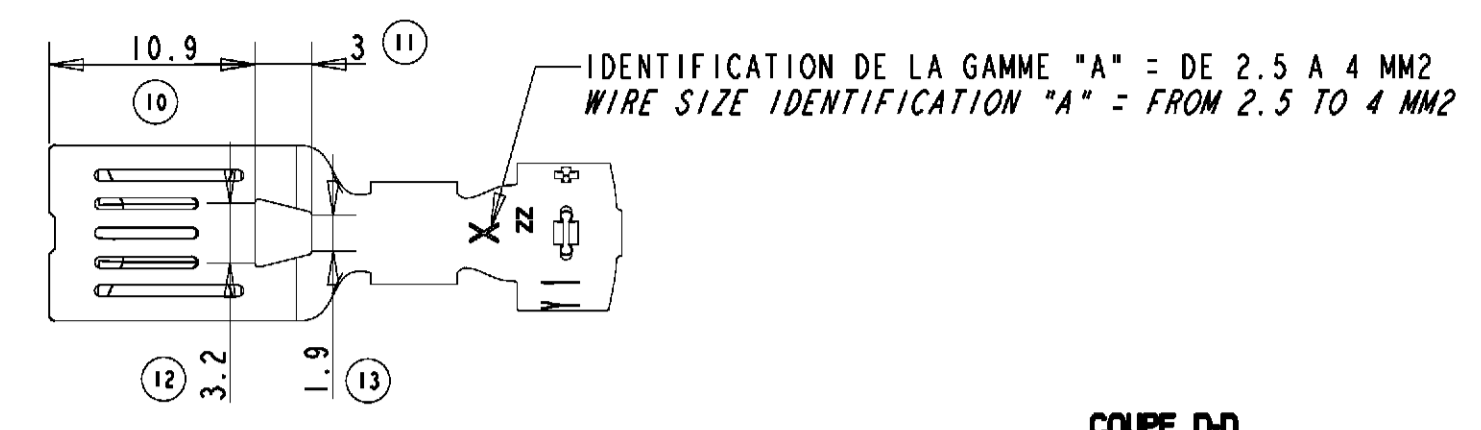 10.9 3 11
10
IDENTIFICATION DE LA GAMME "A" = DE 2.5 A 4 MM2
WIRE SIZE IDENTIFICATION "A" = FROM 2.5 TO 4 MM2
X ZZ
Y
12 3.2 1.9 13
COUPE D-D